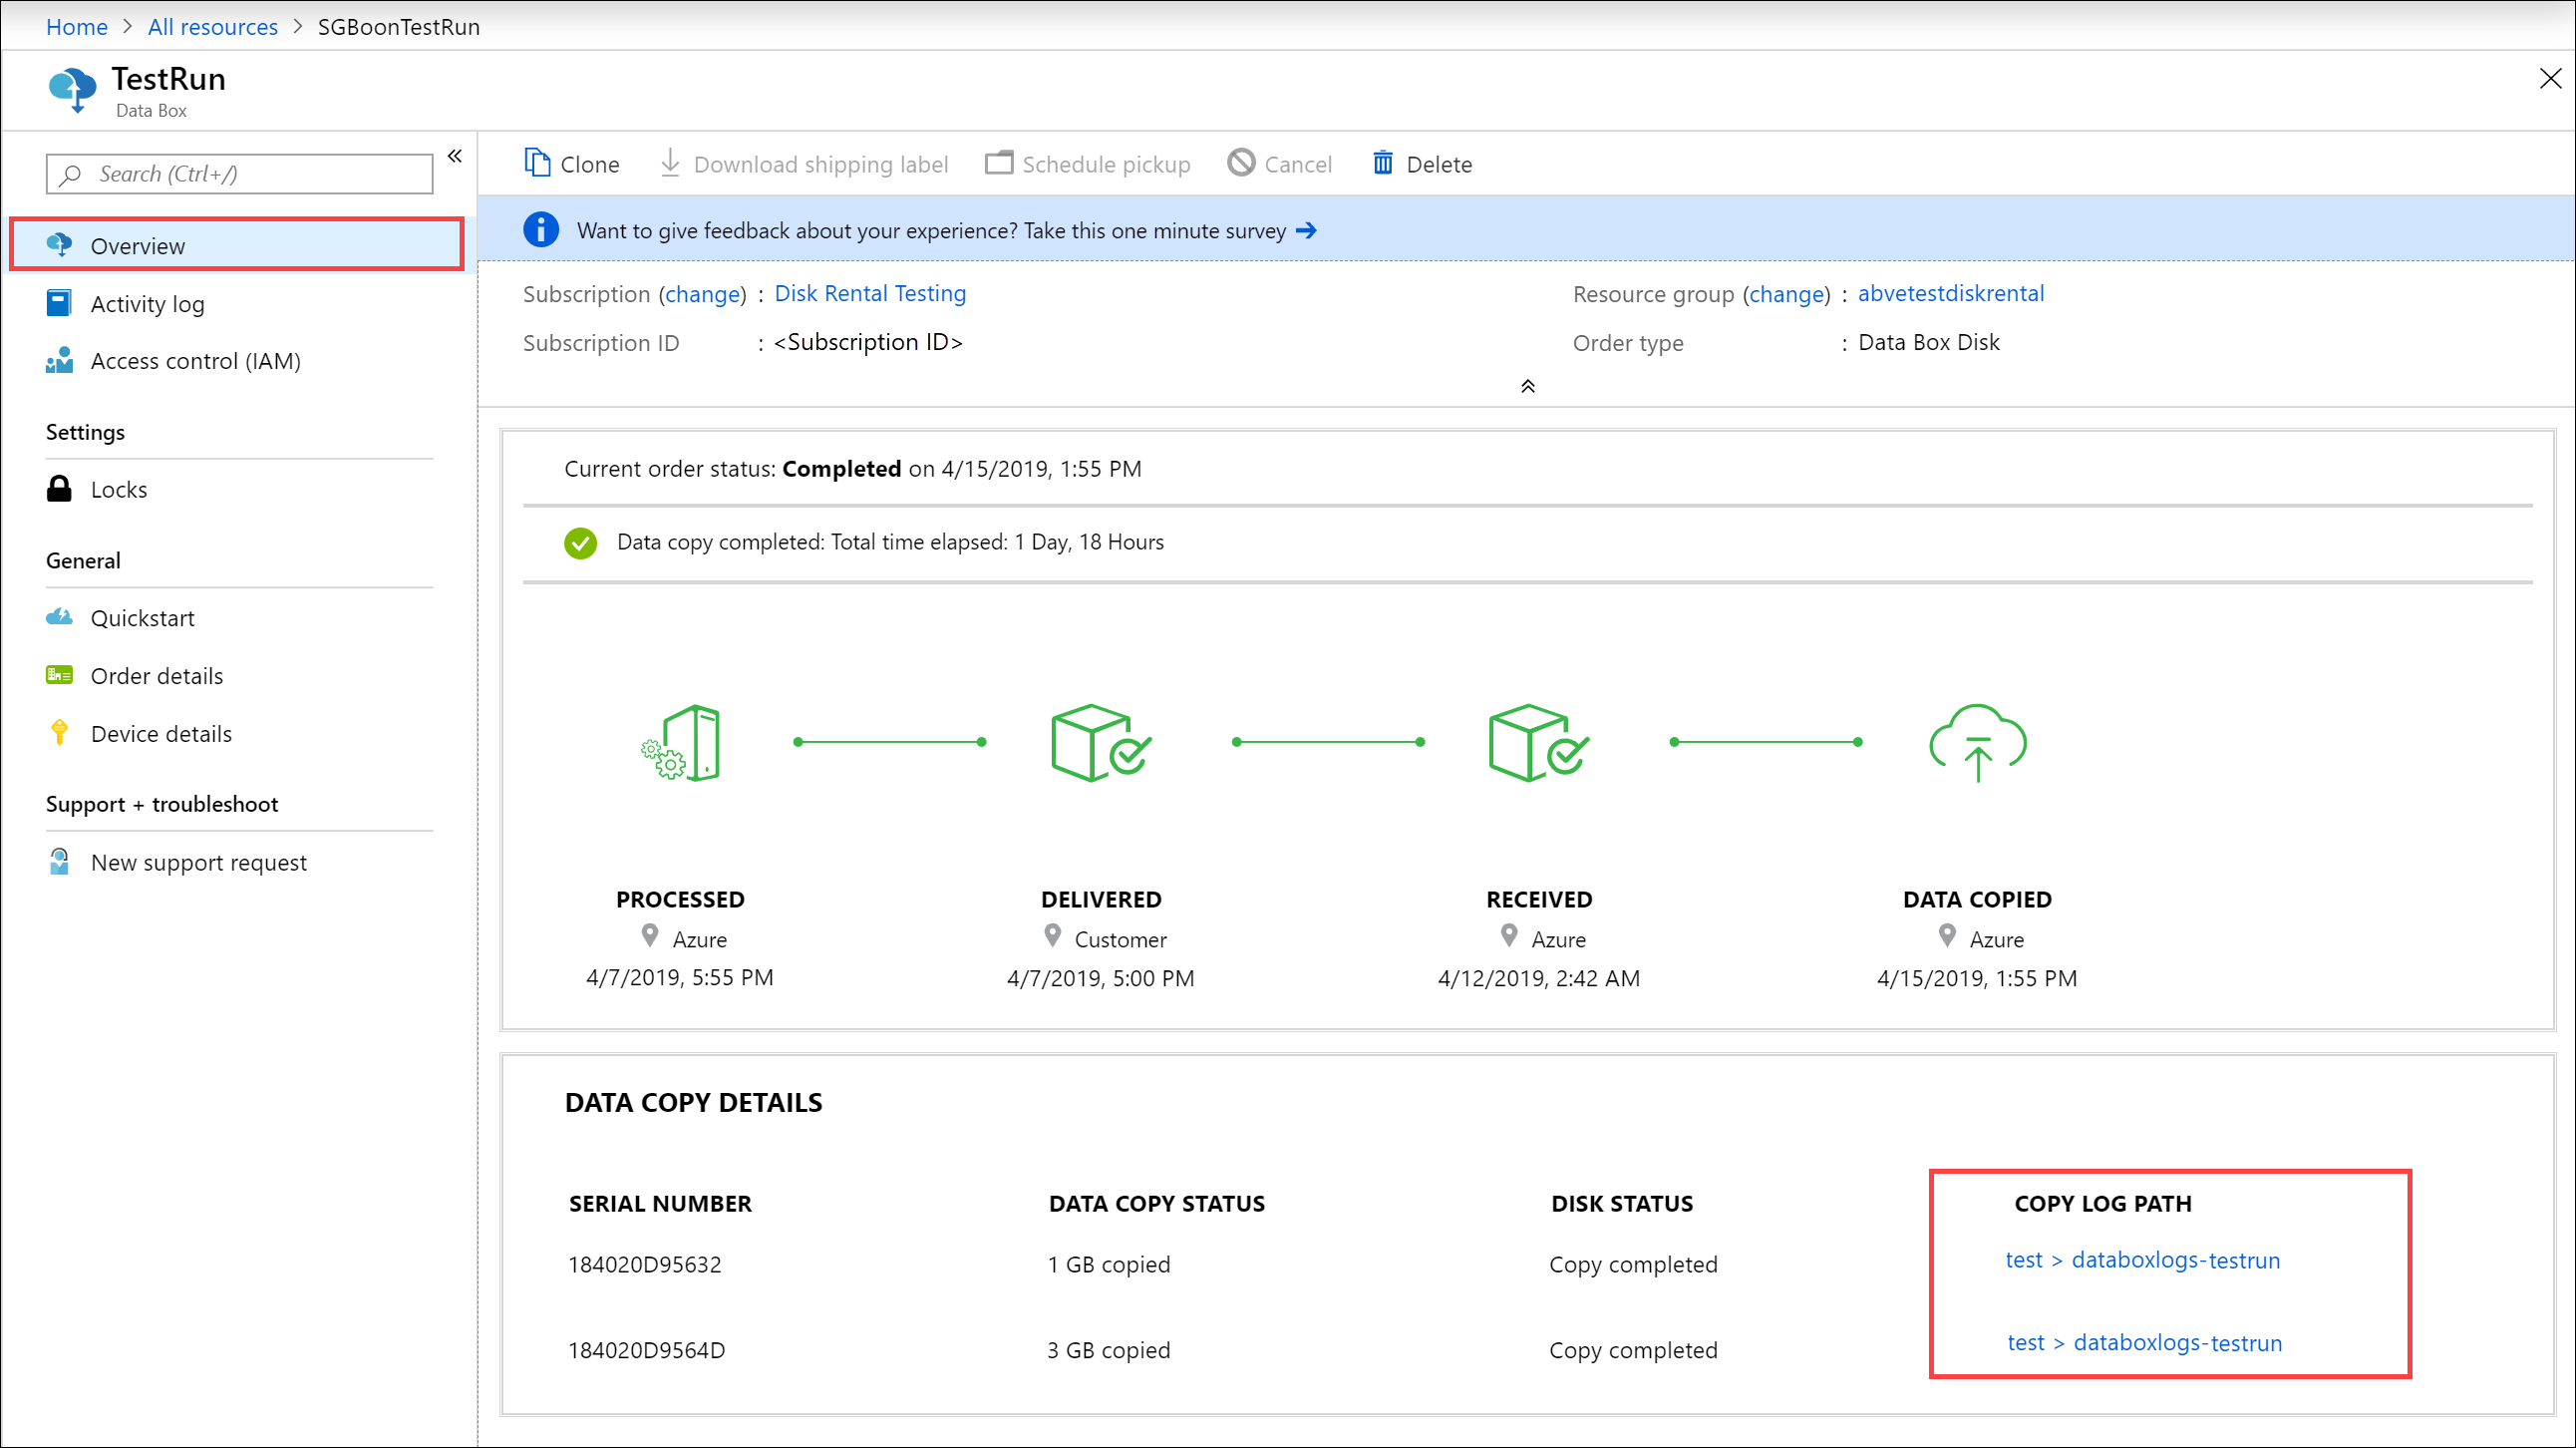 Home > All resources > SGBoonTestRun
TestRun
Data Box
Search (Ctrl+/)
«
Overview
Activity log
Access control (IAM)
Settings
Locks
General
Quickstart
Order details
Device details
Support + troubleshoot
New support request
Clone Download shipping label Schedule pickup Cancel Delete
Want to give feedback about your experience? Take this one minute survey →
Subscription (change) : Disk Rental Testing Resource group (change) : abvetestdiskrental
Subscription ID : <Subscription ID> Order type : Data Box Disk
Current order status: Completed on 4/15/2019, 1:55 PM
Data copy completed: Total time elapsed: 1 Day, 18 Hours
PROCESSED DELIVERED RECEIVED DATA COPIED
Azure Customer Azure Azure
4/7/2019, 5:55 PM 4/7/2019, 5:00 PM 4/12/2019, 2:42 AM 4/15/2019, 1:55 PM
DATA COPY DETAILS
SERIAL NUMBER DATA COPY STATUS DISK STATUS COPY LOG PATH
184020D95632 1 GB copied Copy completed test > databoxlogs-testrun
184020D9564D 3 GB copied Copy completed test > databoxlogs-testrun